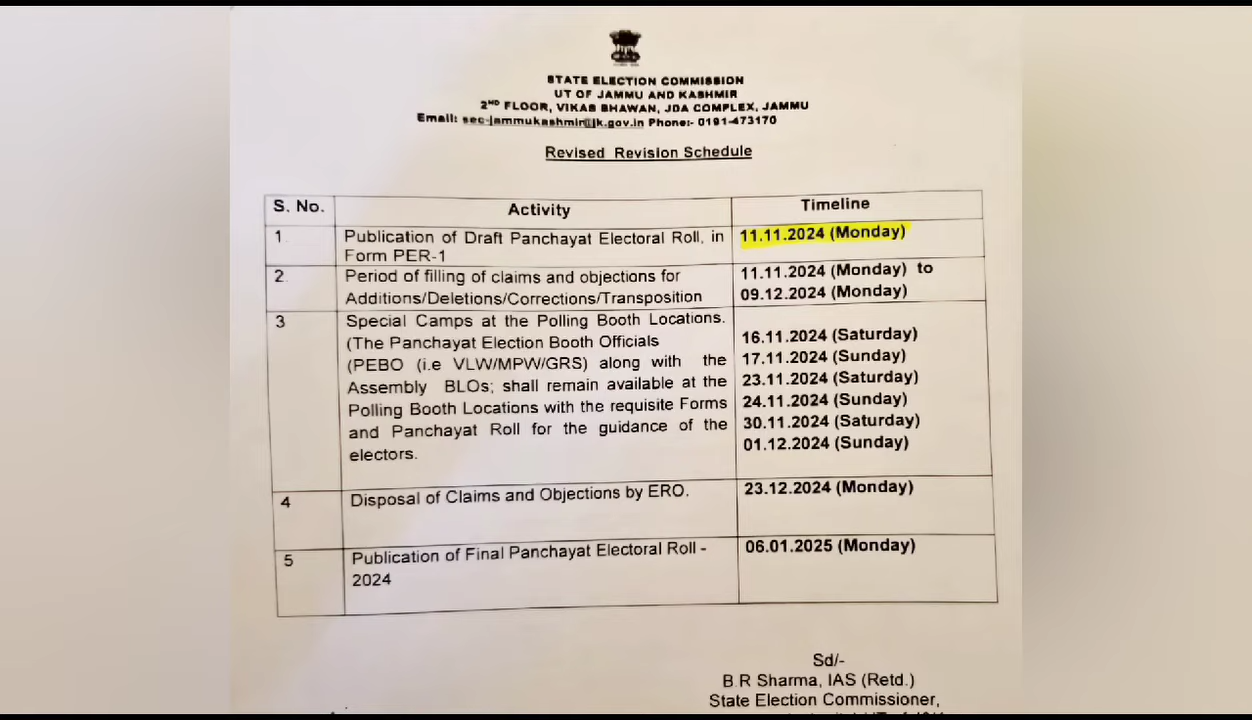 STATE ELECTION COMMISSION
UT OF JAMMU AND KASHMIR
2ND FLOOR, VIKAS BHAWAN, JDA COMPLEX, JAMMU
Email: sec-jammukashmir@jk.gov.in Phone:- 0191-473170
Revised Revision Schedule
S. No. Activity Timeline
1 Publication of Draft Panchayat Electoral Roll, in 11.11.2024 (Monday)
Form PER-1
2. Period of filling of claims and objections for 11.11.2024 (Monday) to
Additions/Deletions/Corrections/Transposition 09.12.2024 (Monday)
3 Special Camps at the Polling Booth Locations.
(The Panchayat Election Booth Officials 16.11.2024 (Saturday)
(PEBO (i.e VLW/MPW/GRS) along with the 17.11.2024 (Sunday)
Assembly BLOs; shall remain available at the 23.11.2024 (Saturday)
Polling Booth Locations with the requisite Forms 24.11.2024 (Sunday)
and Panchayat Roll for the guidance of the 30.11.2024 (Saturday)
electors. 01.12.2024 (Sunday)
4 Disposal of Claims and Objections by ERO. 23.12.2024 (Monday)
5 Publication of Final Panchayat Electoral Roll - 06.01.2025 (Monday)
2024
Sd/-
B.R Sharma, IAS (Retd.)
State Election Commissioner,